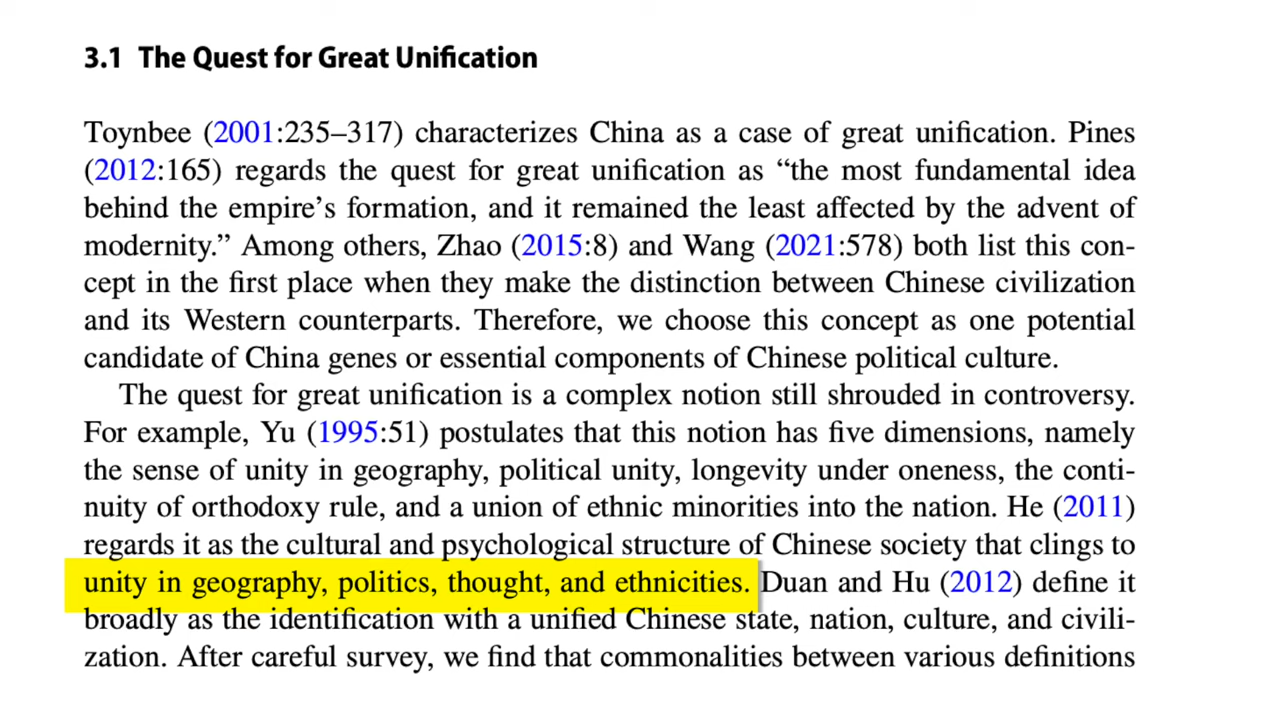 3.1 The Quest for Great Unification
Toynbee (2001:235–317) characterizes China as a case of great unification. Pines
(2012:165) regards the quest for great unification as “the most fundamental idea
behind the empire’s formation, and it remained the least affected by the advent of
modernity.” Among others, Zhao (2015:8) and Wang (2021:578) both list this con-
cept in the first place when they make the distinction between Chinese civilization
and its Western counterparts. Therefore, we choose this concept as one potential
candidate of China genes or essential components of Chinese political culture.
The quest for great unification is a complex notion still shrouded in controversy.
For example, Yu (1995:51) postulates that this notion has five dimensions, namely
the sense of unity in geography, political unity, longevity under oneness, the conti-
nuity of orthodoxy rule, and a union of ethnic minorities into the nation. He (2011)
regards it as the cultural and psychological structure of Chinese society that clings to
unity in geography, politics, thought, and ethnicities. Duan and Hu (2012) define it
broadly as the identification with a unified Chinese state, nation, culture, and civili-
zation. After careful survey, we find that commonalities between various definitions